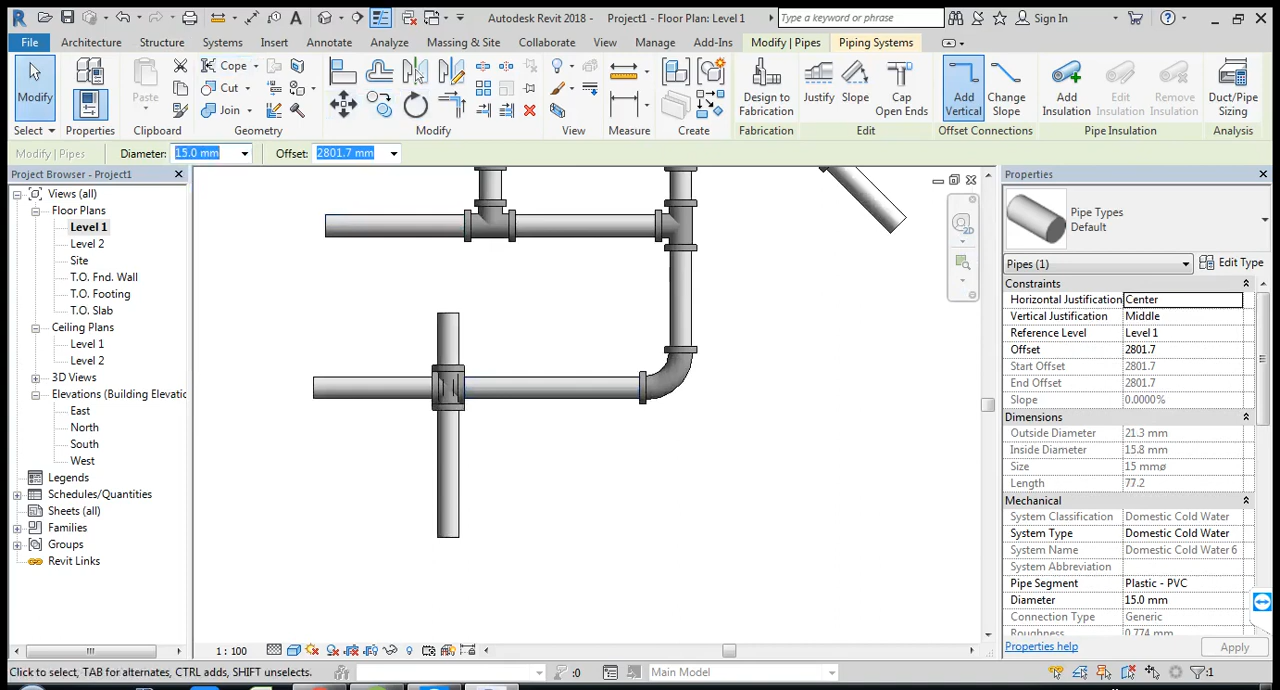 Autodesk Revit 2018 - Project1 - Floor Plan: Level 1
Type a keyword or phrase
Sign In
File Architecture Structure Systems Insert Annotate Analyze Massing & Site Collaborate View Manage Add-Ins Modify | Pipes Piping Systems
Modify
Select
Properties
Paste
Clipboard
Cope
Cut
Join
Geometry
Modify
View
Measure
Create
Design to
Fabrication
Fabrication
Justify
Slope
Cap
Open Ends
Edit
Add
Vertical
Change
Slope
Offset Connections
Add
Insulation
Edit
Insulation
Remove
Insulation
Pipe Insulation
Duct/Pipe
Sizing
Analysis
Modify | Pipes Diameter: 15.0 mm Offset: 2801.7 mm
Project Browser - Project1
Views (all)
Floor Plans
Level 1
Level 2
Site
T.O. Fnd. Wall
T.O. Footing
T.O. Slab
Ceiling Plans
Level 1
Level 2
3D Views
Elevations (Building Elevatic
East
North
South
West
Legends
Schedules/Quantities
Sheets (all)
Families
Groups
Revit Links
2D
Properties
Pipe Types
Default
Pipes (1) Edit Type
Constraints
Horizontal Justification Center
Vertical Justification Middle
Reference Level Level 1
Offset 2801.7
Start Offset 2801.7
End Offset 2801.7
Slope 0.0000%
Dimensions
Outside Diameter 21.3 mm
Inside Diameter 15.8 mm
Size 15 mmø
Length 77.2
Mechanical
System Classification Domestic Cold Water
System Type Domestic Cold Water
System Name Domestic Cold Water 6
System Abbreviation
Pipe Segment Plastic - PVC
Diameter 15.0 mm
Connection Type Generic
Roughness 0.774 mm
Properties help Apply
1 : 100
Click to select, TAB for alternates, CTRL adds, SHIFT unselects.
:0
Main Model
:1